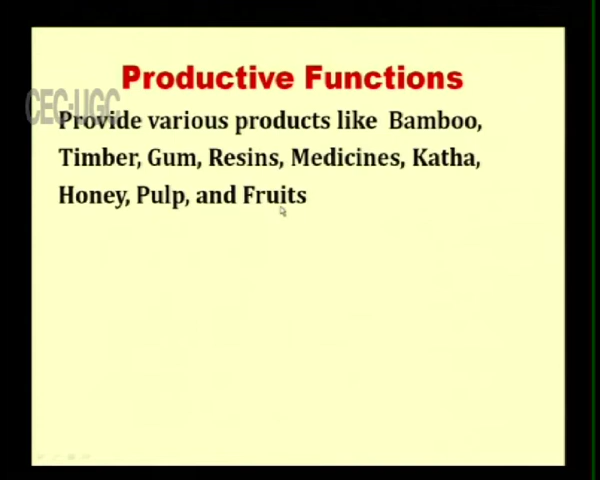 Productive Functions
CEC-UGC
Provide various products like Bamboo,
Timber, Gum, Resins, Medicines, Katha,
Honey, Pulp, and Fruits